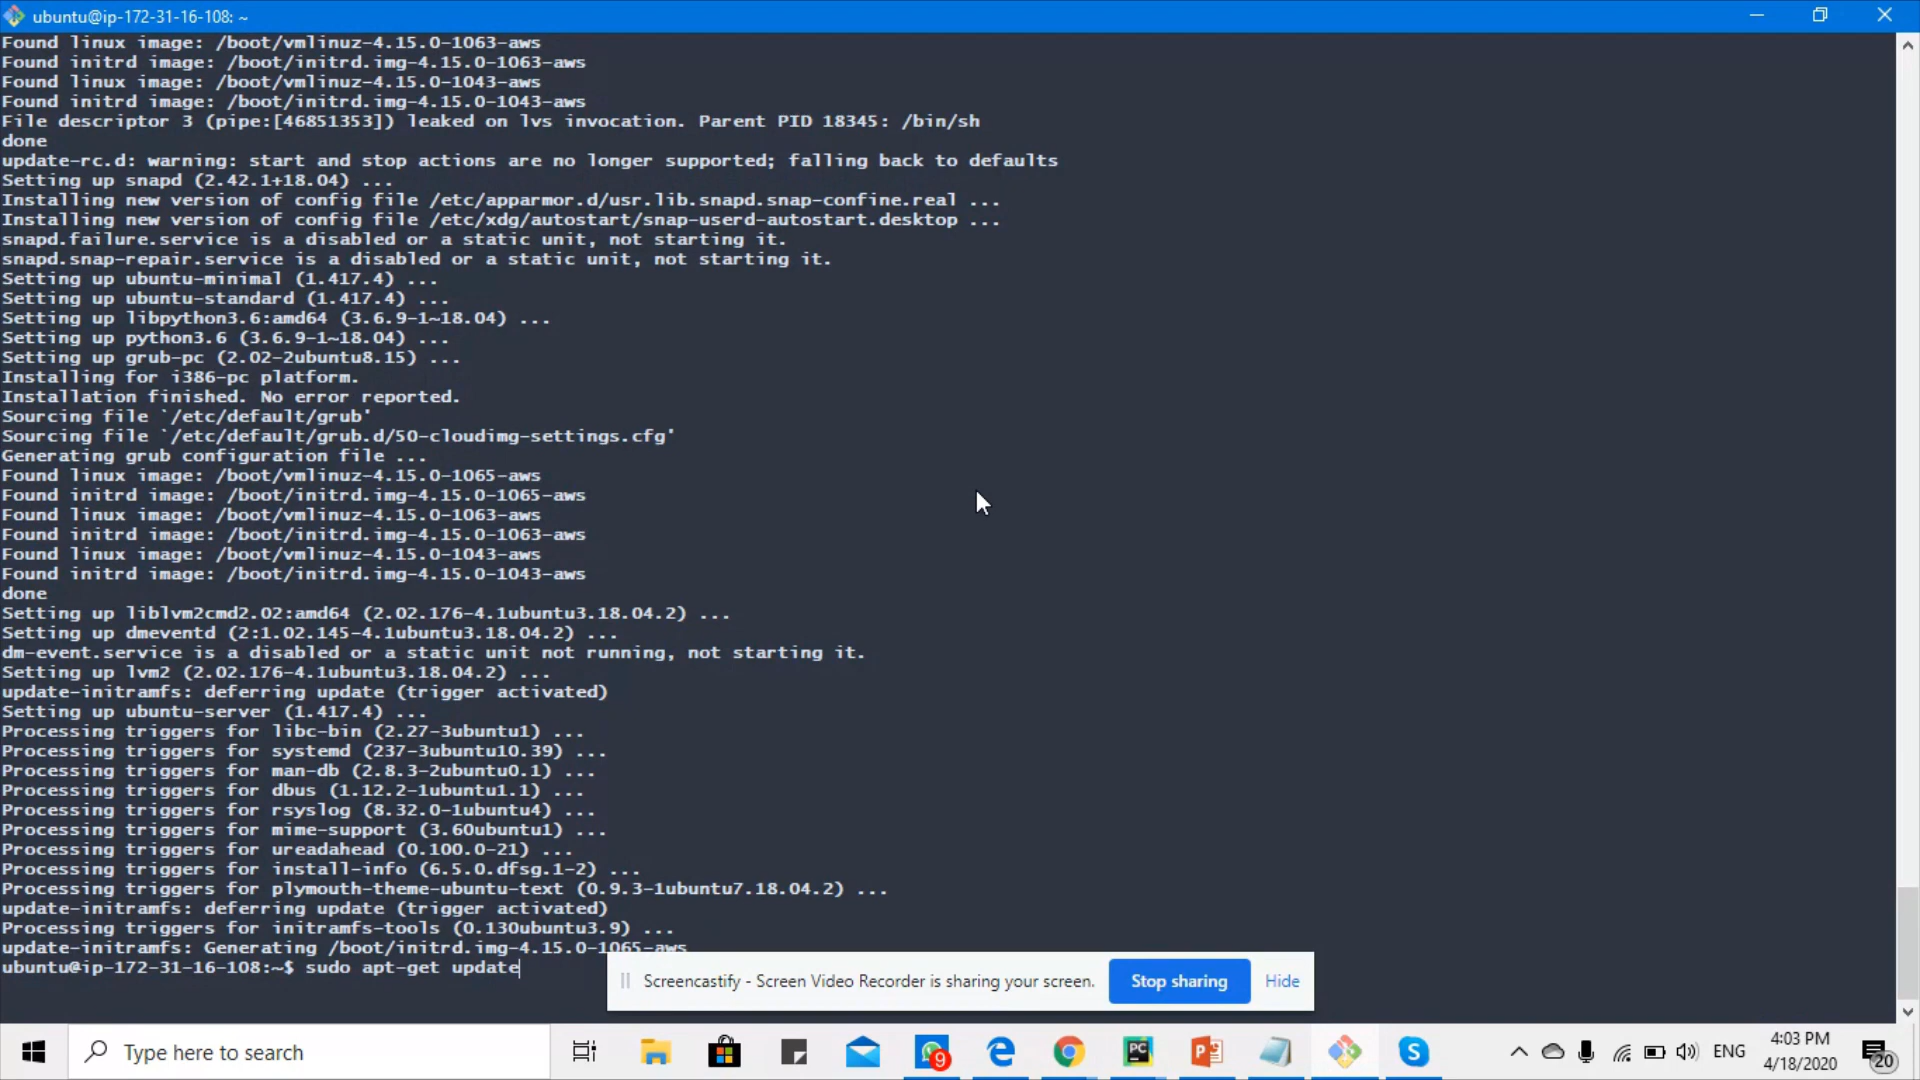 ubuntu@ip-172-31-16-108: ~
Found linux image: /boot/vmlinuz-4.15.0-1063-aws
Found initrd image: /boot/initrd.img-4.15.0-1063-aws
Found linux image: /boot/vmlinuz-4.15.0-1043-aws
Found initrd image: /boot/initrd.img-4.15.0-1043-aws
File descriptor 3 (pipe:[46851353]) leaked on lvs invocation. Parent PID 18345: /bin/sh
done
update-rc.d: warning: start and stop actions are no longer supported; falling back to defaults
Setting up snapd (2.42.1+18.04) ...
Installing new version of config file /etc/apparmor.d/usr.lib.snapd.snap-confine.real ...
Installing new version of config file /etc/xdg/autostart/snap-userd-autostart.desktop ...
snapd.failure.service is a disabled or a static unit, not starting it.
snapd.snap-repair.service is a disabled or a static unit, not starting it.
Setting up ubuntu-minimal (1.417.4) ...
Setting up ubuntu-standard (1.417.4) ...
Setting up libpython3.6:amd64 (3.6.9-1~18.04) ...
Setting up python3.6 (3.6.9-1~18.04) ...
Setting up grub-pc (2.02-2ubuntu8.15) ...
Installing for i386-pc platform.
Installation finished. No error reported.
Sourcing file `/etc/default/grub'
Sourcing file `/etc/default/grub.d/50-cloudimg-settings.cfg'
Generating grub configuration file ...
Found linux image: /boot/vmlinuz-4.15.0-1065-aws
Found initrd image: /boot/initrd.img-4.15.0-1065-aws
Found linux image: /boot/vmlinuz-4.15.0-1063-aws
Found initrd image: /boot/initrd.img-4.15.0-1063-aws
Found linux image: /boot/vmlinuz-4.15.0-1043-aws
Found initrd image: /boot/initrd.img-4.15.0-1043-aws
done
Setting up liblvm2cmd2.02:amd64 (2.02.176-4.1ubuntu3.18.04.2) ...
Setting up dmeventd (2:1.02.145-4.1ubuntu3.18.04.2) ...
dm-event.service is a disabled or a static unit not running, not starting it.
Setting up lvm2 (2.02.176-4.1ubuntu3.18.04.2) ...
update-initramfs: deferring update (trigger activated)
Setting up ubuntu-server (1.417.4) ...
Processing triggers for libc-bin (2.27-3ubuntu1) ...
Processing triggers for systemd (237-3ubuntu10.39) ...
Processing triggers for man-db (2.8.3-2ubuntu0.1) ...
Processing triggers for dbus (1.12.2-1ubuntu1.1) ...
Processing triggers for rsyslog (8.32.0-1ubuntu4) ...
Processing triggers for mime-support (3.60ubuntu1) ...
Processing triggers for ureadahead (0.100.0-21) ...
Processing triggers for install-info (6.5.0.dfsg.1-2) ...
Processing triggers for plymouth-theme-ubuntu-text (0.9.3-1ubuntu7.18.04.2) ...
update-initramfs: deferring update (trigger activated)
Processing triggers for initramfs-tools (0.130ubuntu3.9) ...
update-initramfs: Generating /boot/initrd.img-4.15.0-1065-aws
ubuntu@ip-172-31-16-108:~$ sudo apt-get update
Screencastify - Screen Video Recorder is sharing your screen. Stop sharing Hide
Type here to search
9
PC
ENG
4:03 PM
4/18/2020
20